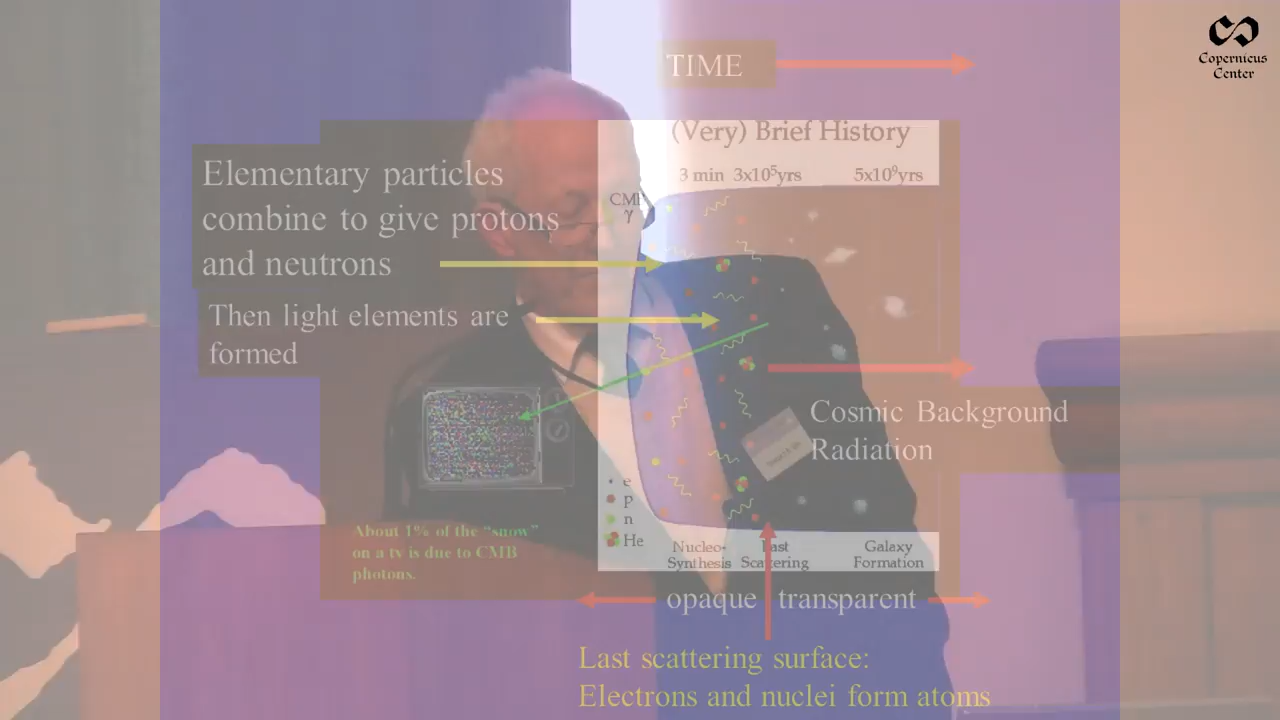 Copernicus
Center
TIME
(Very) Brief History
3 min 3x10⁵yrs 5x10⁹yrs
Elementary particles
combine to give protons
and neutrons
γ
Then light elements are
formed
Cosmic Background
Radiation
e
p
n
He
About 1% of the “snow”
on a tv is due to CMB
photons.
Nucleo-
Synthesis
Last
Scattering
Galaxy
Formation
opaque transparent
Last scattering surface:
Electrons and nuclei form atoms